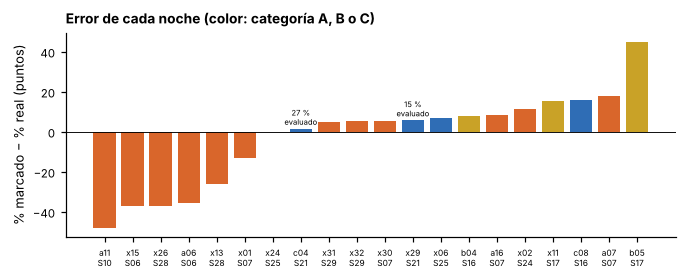 Error de cada noche (color: categoría A, B o C)
% marcado − % real (puntos)
40
20
0
−20
−40
27 %
evaluado
15 %
evaluado
a11 x15 x26 a06 x13 x01 x24 c04 x31 x32 x30 x29 x06 b04 a16 x02 x11 c08 a07 b05
S10 S06 S28 S06 S28 S07 S25 S21 S29 S29 S07 S21 S25 S16 S07 S24 S17 S16 S07 S17